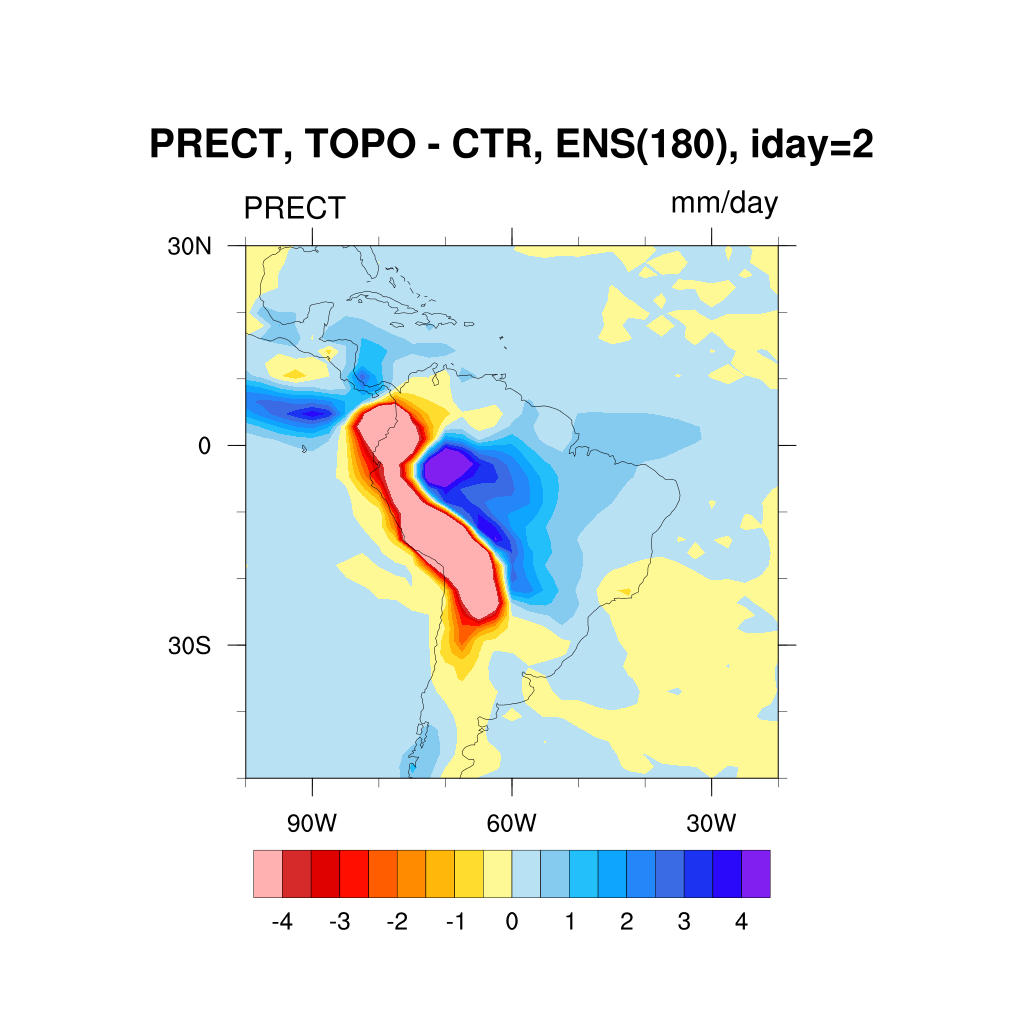 PRECT, TOPO - CTR, ENS(180), iday=2
PRECT mm/day
30N
0
30S
90W 60W 30W
-4 -3 -2 -1 0 1 2 3 4